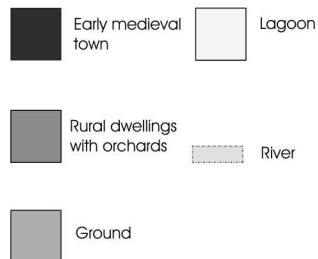 Early medieval
town
Lagoon
Rural dwellings
with orchards
River
Ground